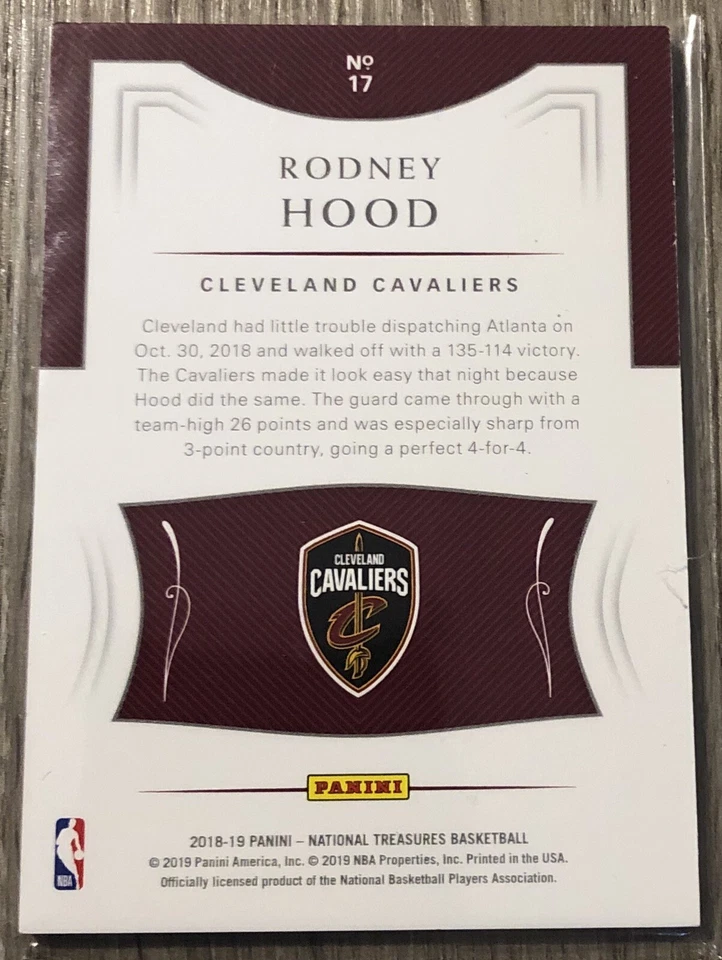 Nº
17
RODNEY
HOOD
CLEVELAND CAVALIERS
Cleveland had little trouble dispatching Atlanta on
Oct. 30, 2018 and walked off with a 135-114 victory.
The Cavaliers made it look easy that night because
Hood did the same. The guard came through with a
team-high 26 points and was especially sharp from
3-point country, going a perfect 4-for-4.
CLEVELAND
CAVALIERS
C
PANINI
2018-19 PANINI – NATIONAL TREASURES BASKETBALL
© 2019 Panini America, Inc. © 2019 NBA Properties, Inc. Printed in the USA.
Officially licensed product of the National Basketball Players Association.
NBA